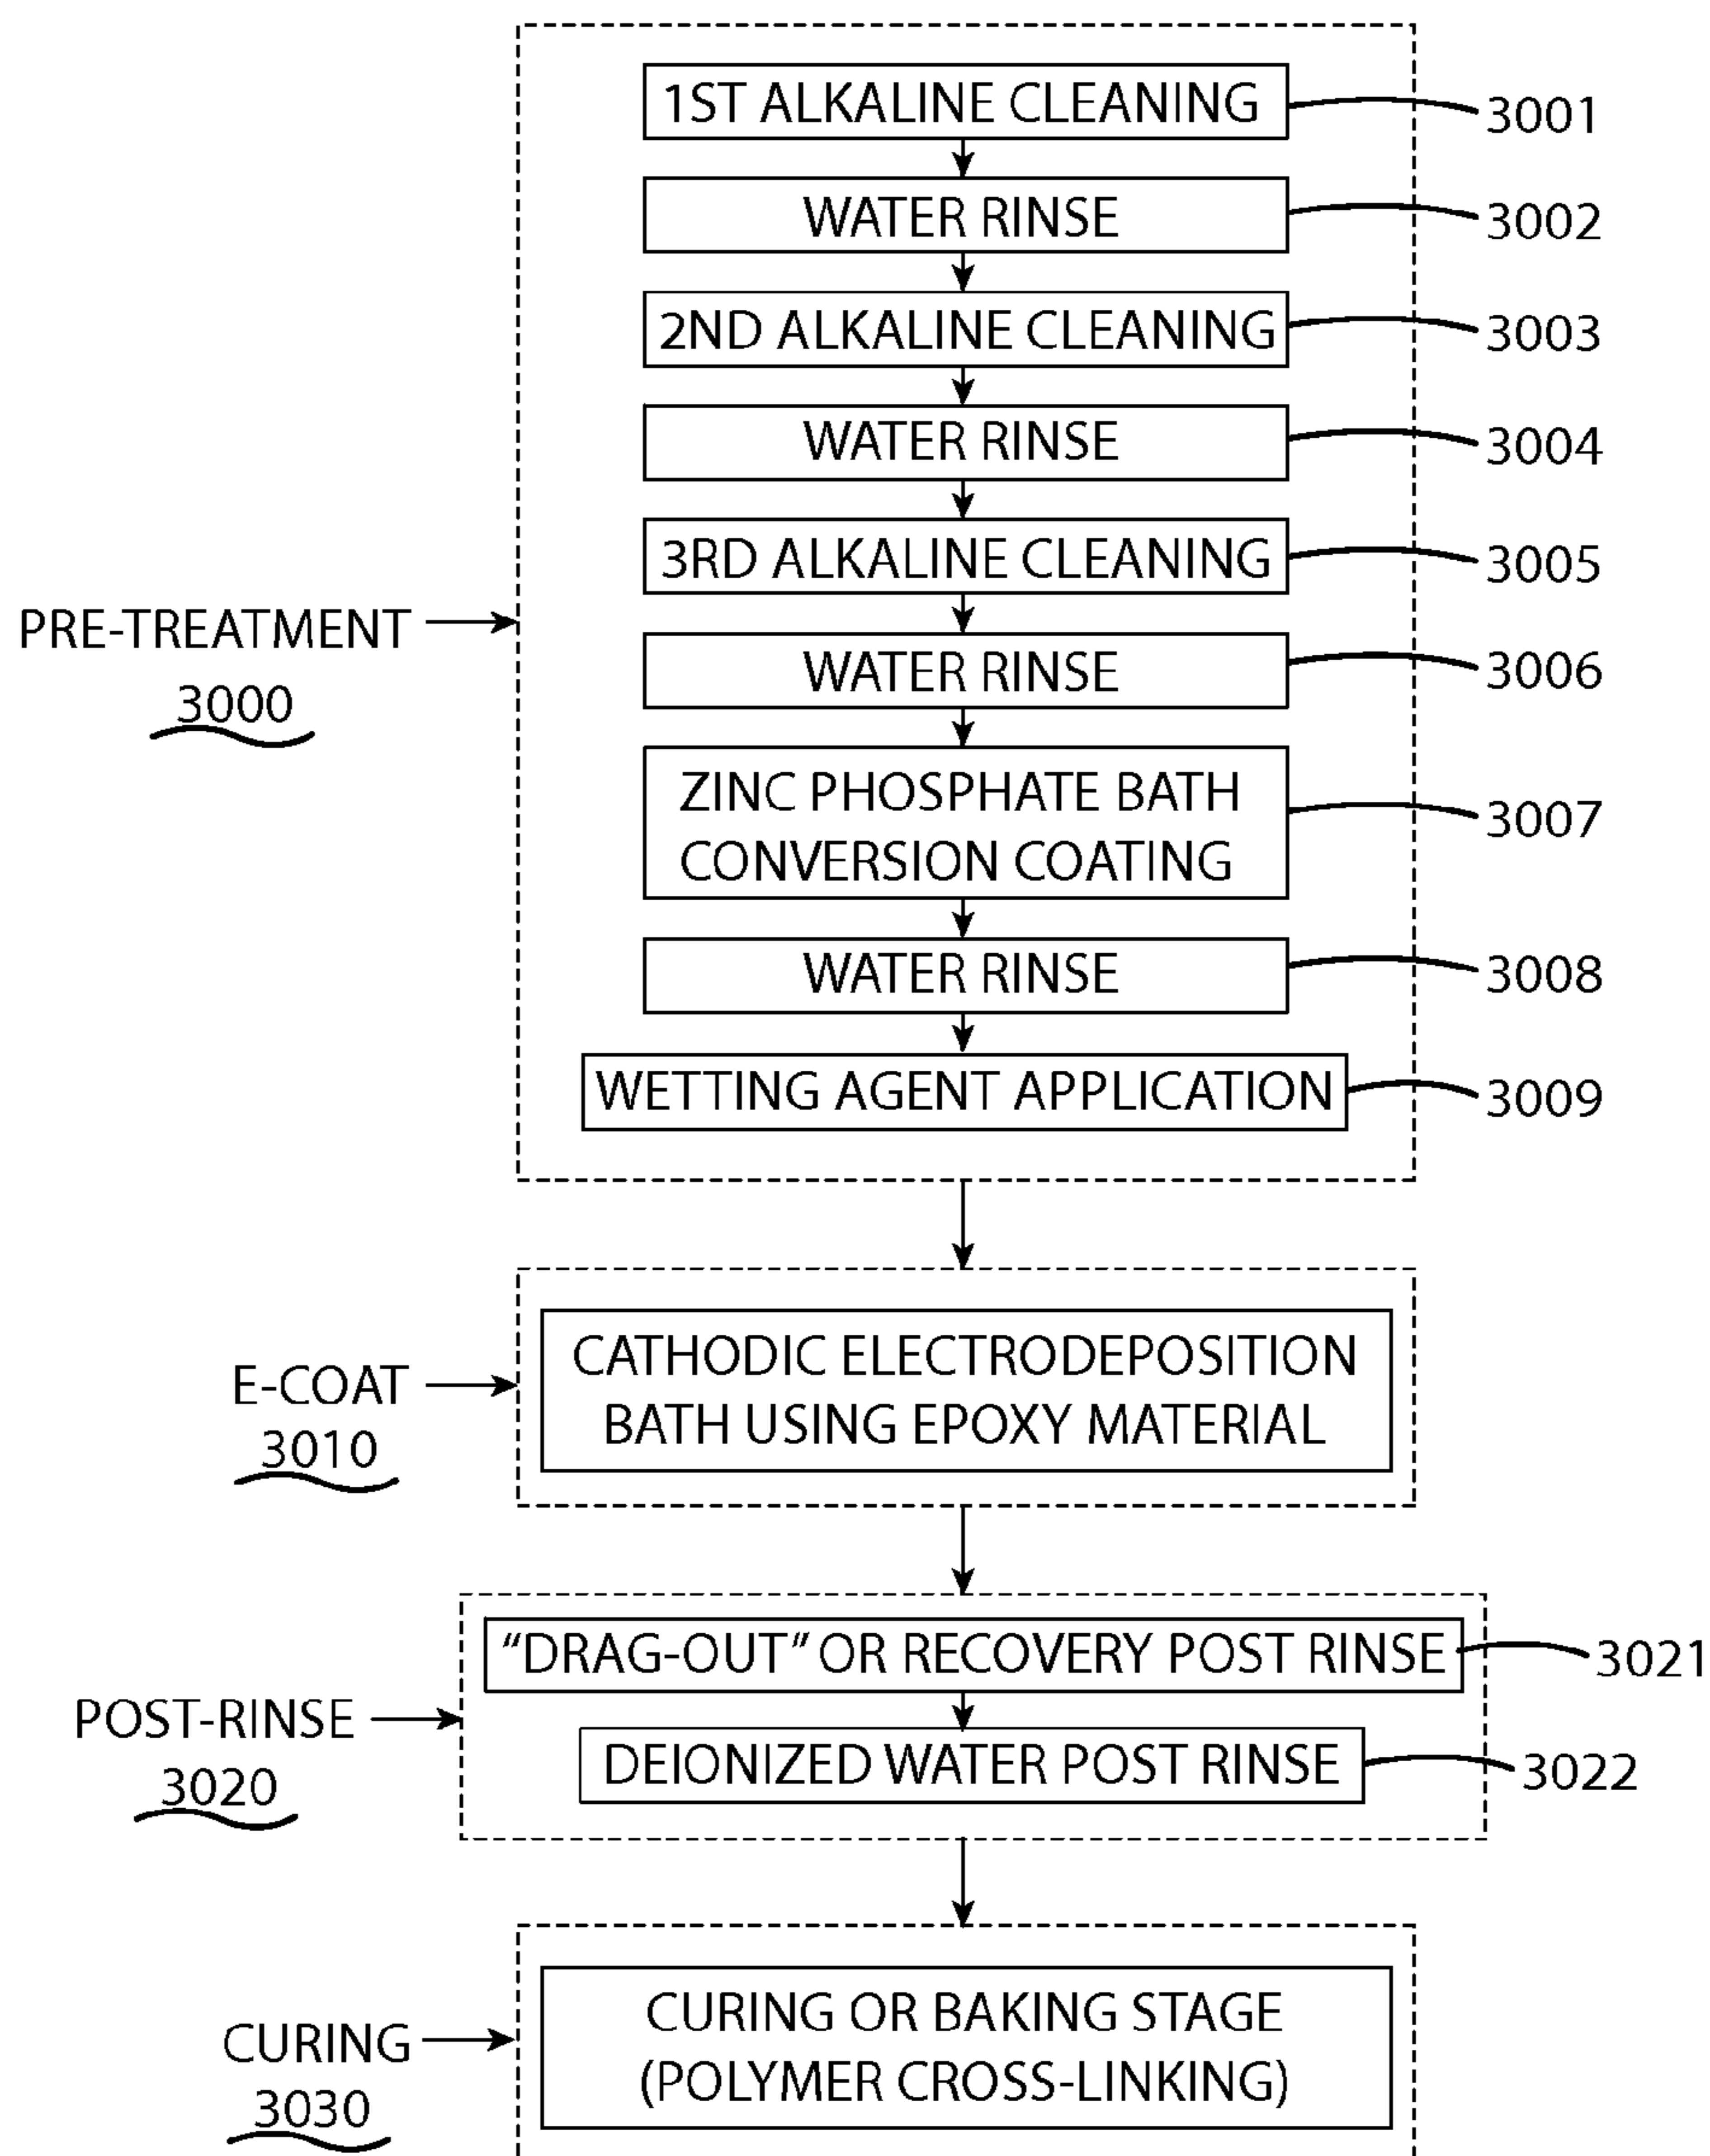 1ST ALKALINE CLEANING
3001
WATER RINSE
3002
2ND ALKALINE CLEANING
3003
WATER RINSE
3004
3RD ALKALINE CLEANING
3005
PRE-TREATMENT
3000
WATER RINSE
3006
ZINC PHOSPHATE BATH
CONVERSION COATING
3007
WATER RINSE
3008
WETTING AGENT APPLICATION
3009
E-COAT
3010
CATHODIC ELECTRODEPOSITION
BATH USING EPOXY MATERIAL
POST-RINSE
3020
“DRAG-OUT” OR RECOVERY POST RINSE
3021
DEIONIZED WATER POST RINSE
3022
CURING
3030
CURING OR BAKING STAGE
(POLYMER CROSS-LINKING)